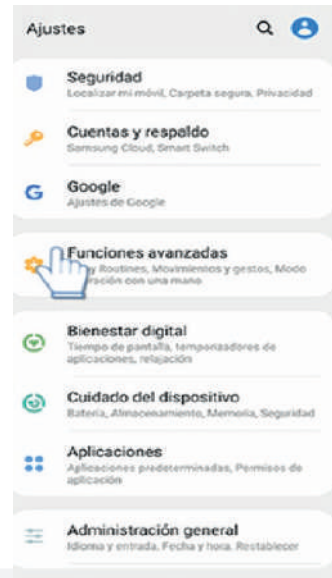 Ajustes
Seguridad
Localizar mi móvil, Carpeta segura, Privacidad
Cuentas y respaldo
Samsung Cloud, Smart Switch
G Google
Ajustes de Google
Funciones avanzadas
Routines, Movimientos y gestos, Modo
con una mano
Bienestar digital
Tiempo de pantalla, temporizadores de
aplicaciones, relajación
Cuidado del dispositivo
Batería, Almacenamiento, Memoria, Seguridad
Aplicaciones
Aplicaciones predeterminadas, Permisos de
aplicación
Administración general
Idioma y entrada, Fecha y hora, Restablecer